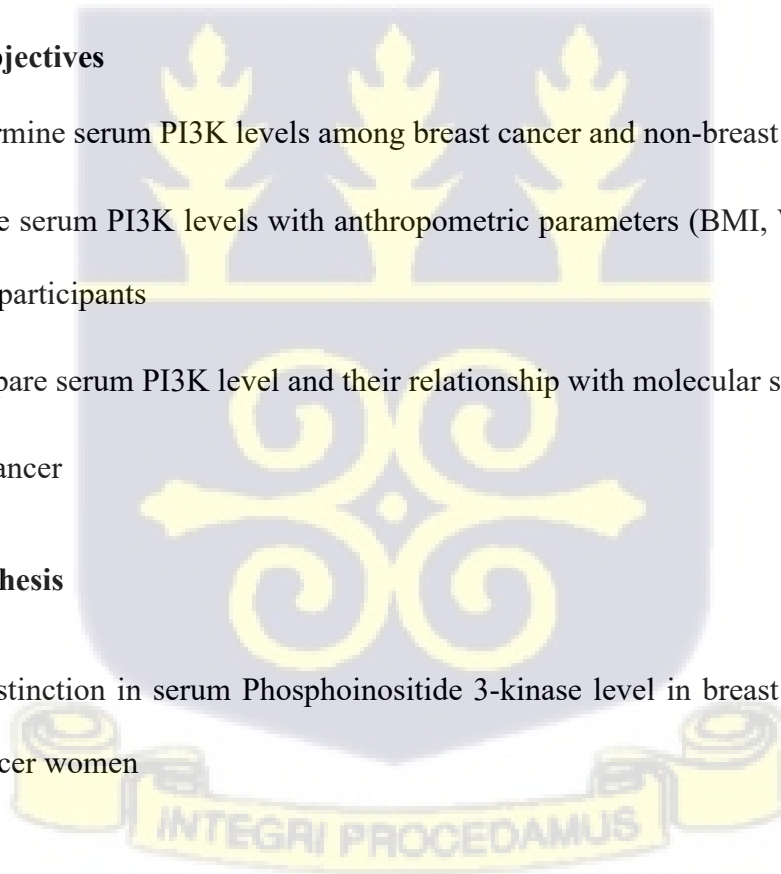 jectives
rmine serum PI3K levels among breast cancer and non-breast
e serum PI3K levels with anthropometric parameters (BMI,
participants
pare serum PI3K level and their relationship with molecular s
ancer
hesis
stinction in serum Phosphoinositide 3-kinase level in breast
cer women
INTEGRI PROCEDAMUS